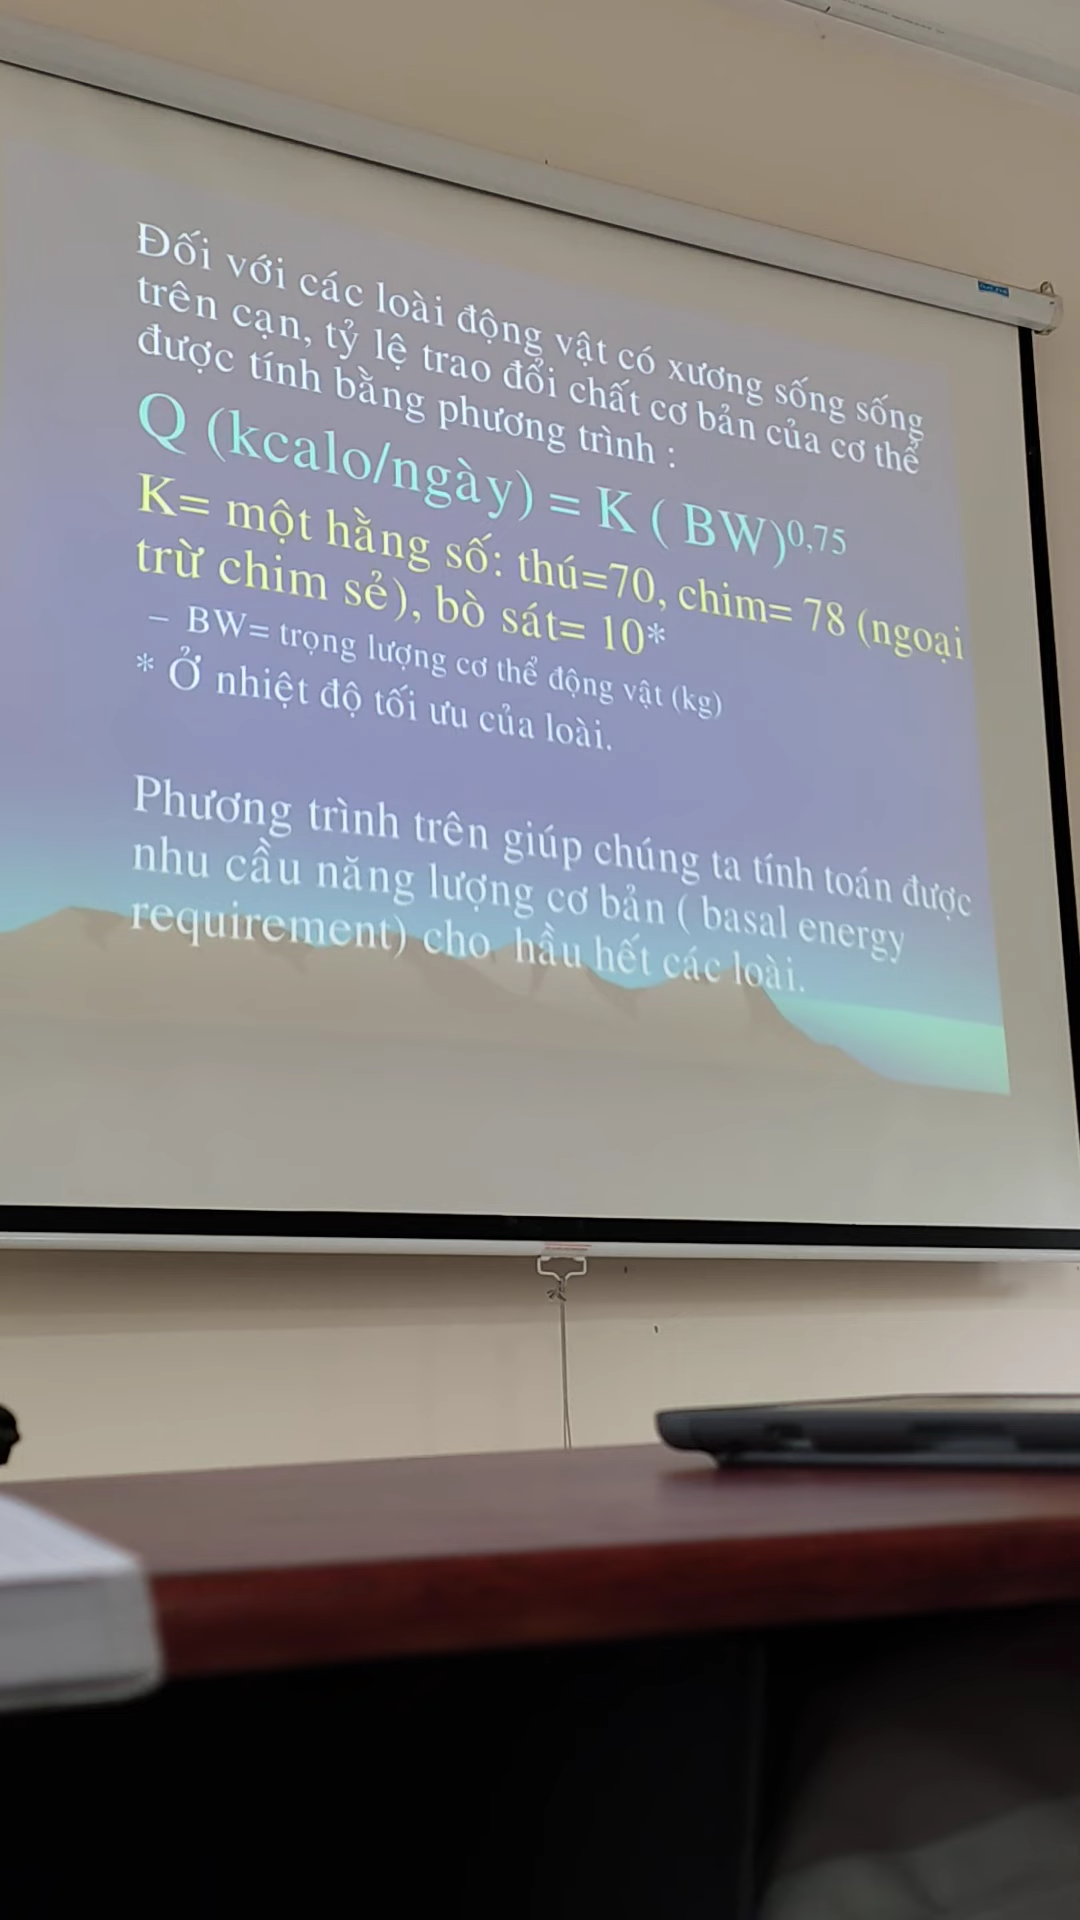 Đối với các loài động vật có xương sống sống
trên cạn, tỷ lệ trao đổi chất cơ bản của cơ thể
được tính bằng phương trình :
Q (kcalo/ngày) = K ( BW)^0,75
K= một hằng số: thú=70, chim= 78 (ngoại
trừ chim sẻ), bò sát= 10*
– BW= trọng lượng cơ thể động vật (kg)
* Ở nhiệt độ tối ưu của loài.
Phương trình trên giúp chúng ta tính toán được
nhu cầu năng lượng cơ bản ( basal energy
requirement) cho hầu hết các loài.